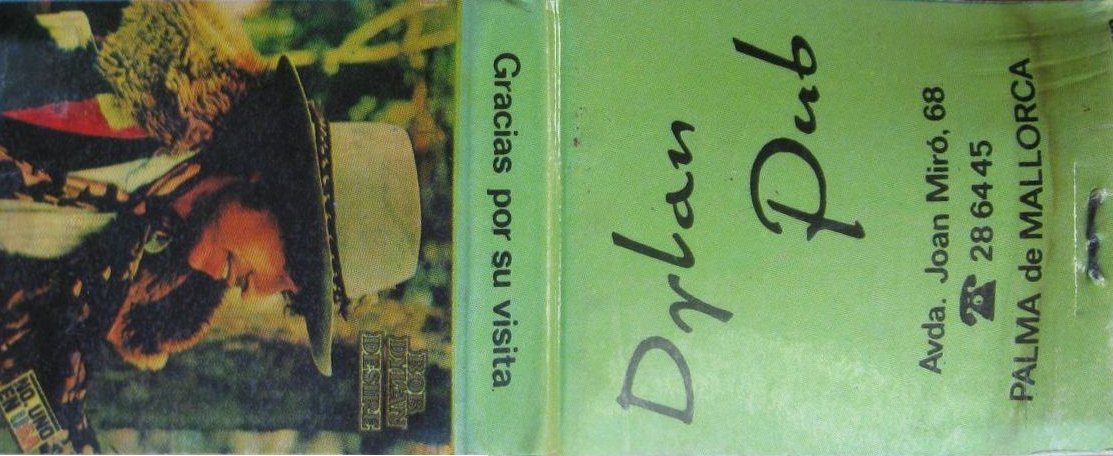 Dylan
Pub
Avda. Joan Miró, 68
☎ 28 64 45
PALMA de MALLORCA
Gracias por su visita.
BOB
DYLAN
DESIRE